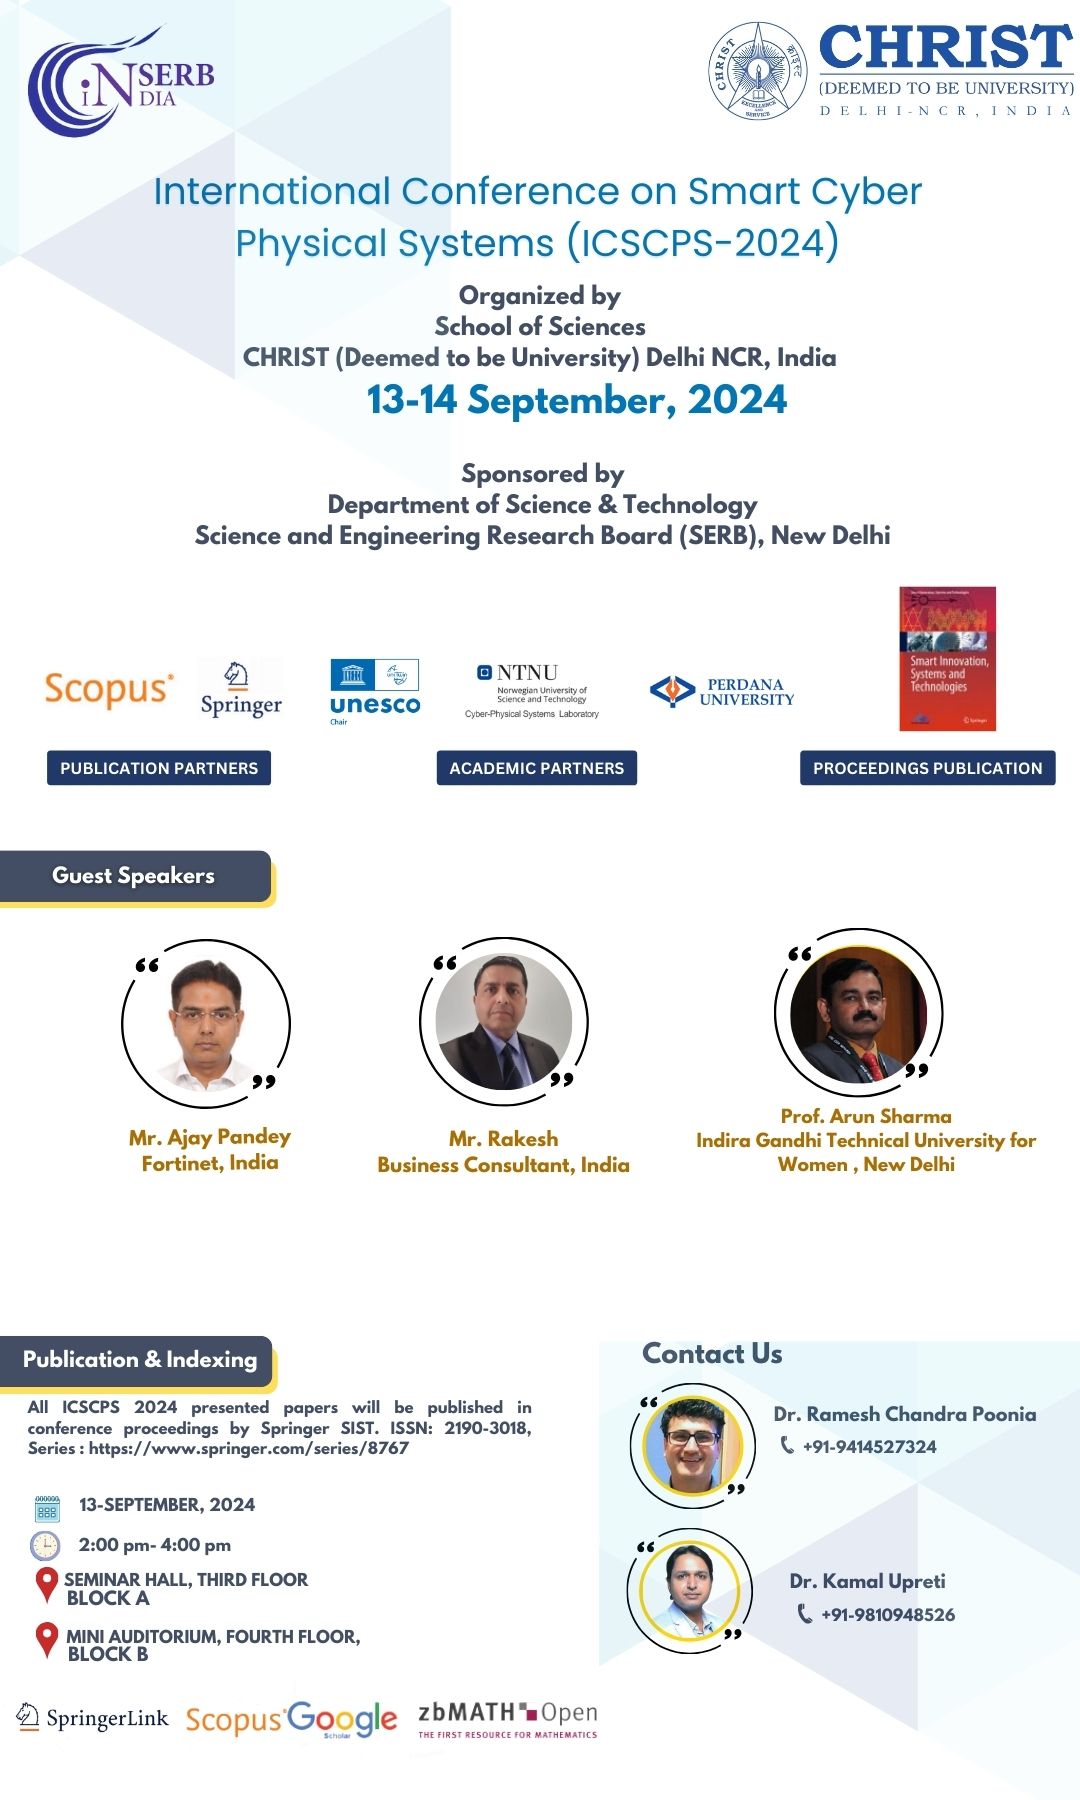 iN SERB
DIA
CHRIST
काइस्ट
EXCELLENCE
AND
SERVICE
CHRIST
(DEEMED TO BE UNIVERSITY)
DELHI-NCR, INDIA
International Conference on Smart Cyber
Physical Systems (ICSCPS-2024)
Organized by
School of Sciences
CHRIST (Deemed to be University) Delhi NCR, India
13-14 September, 2024
Sponsored by
Department of Science & Technology
Science and Engineering Research Board (SERB), New Delhi
Scopus®
Springer
unesco
Chair
NTNU
Norwegian University of
Science and Technology
Cyber-Physical Systems Laboratory
PERDANA
UNIVERSITY
Smart Innovation,
Systems and
Technologies
Springer
PUBLICATION PARTNERS
ACADEMIC PARTNERS
PROCEEDINGS PUBLICATION
Guest Speakers
Mr. Ajay Pandey
Fortinet, India
Mr. Rakesh
Business Consultant, India
Prof. Arun Sharma
Indira Gandhi Technical University for
Women , New Delhi
Publication & Indexing
All ICSCPS 2024 presented papers will be published in
conference proceedings by Springer SIST. ISSN: 2190-3018,
Series : https://www.springer.com/series/8767
13-SEPTEMBER, 2024
2:00 pm- 4:00 pm
SEMINAR HALL, THIRD FLOOR
BLOCK A
MINI AUDITORIUM, FOURTH FLOOR,
BLOCK B
Contact Us
Dr. Ramesh Chandra Poonia
+91-9414527324
Dr. Kamal Upreti
+91-9810948526
SpringerLink
Scopus®
Google
Scholar
zbMATH Open
THE FIRST RESOURCE FOR MATHEMATICS